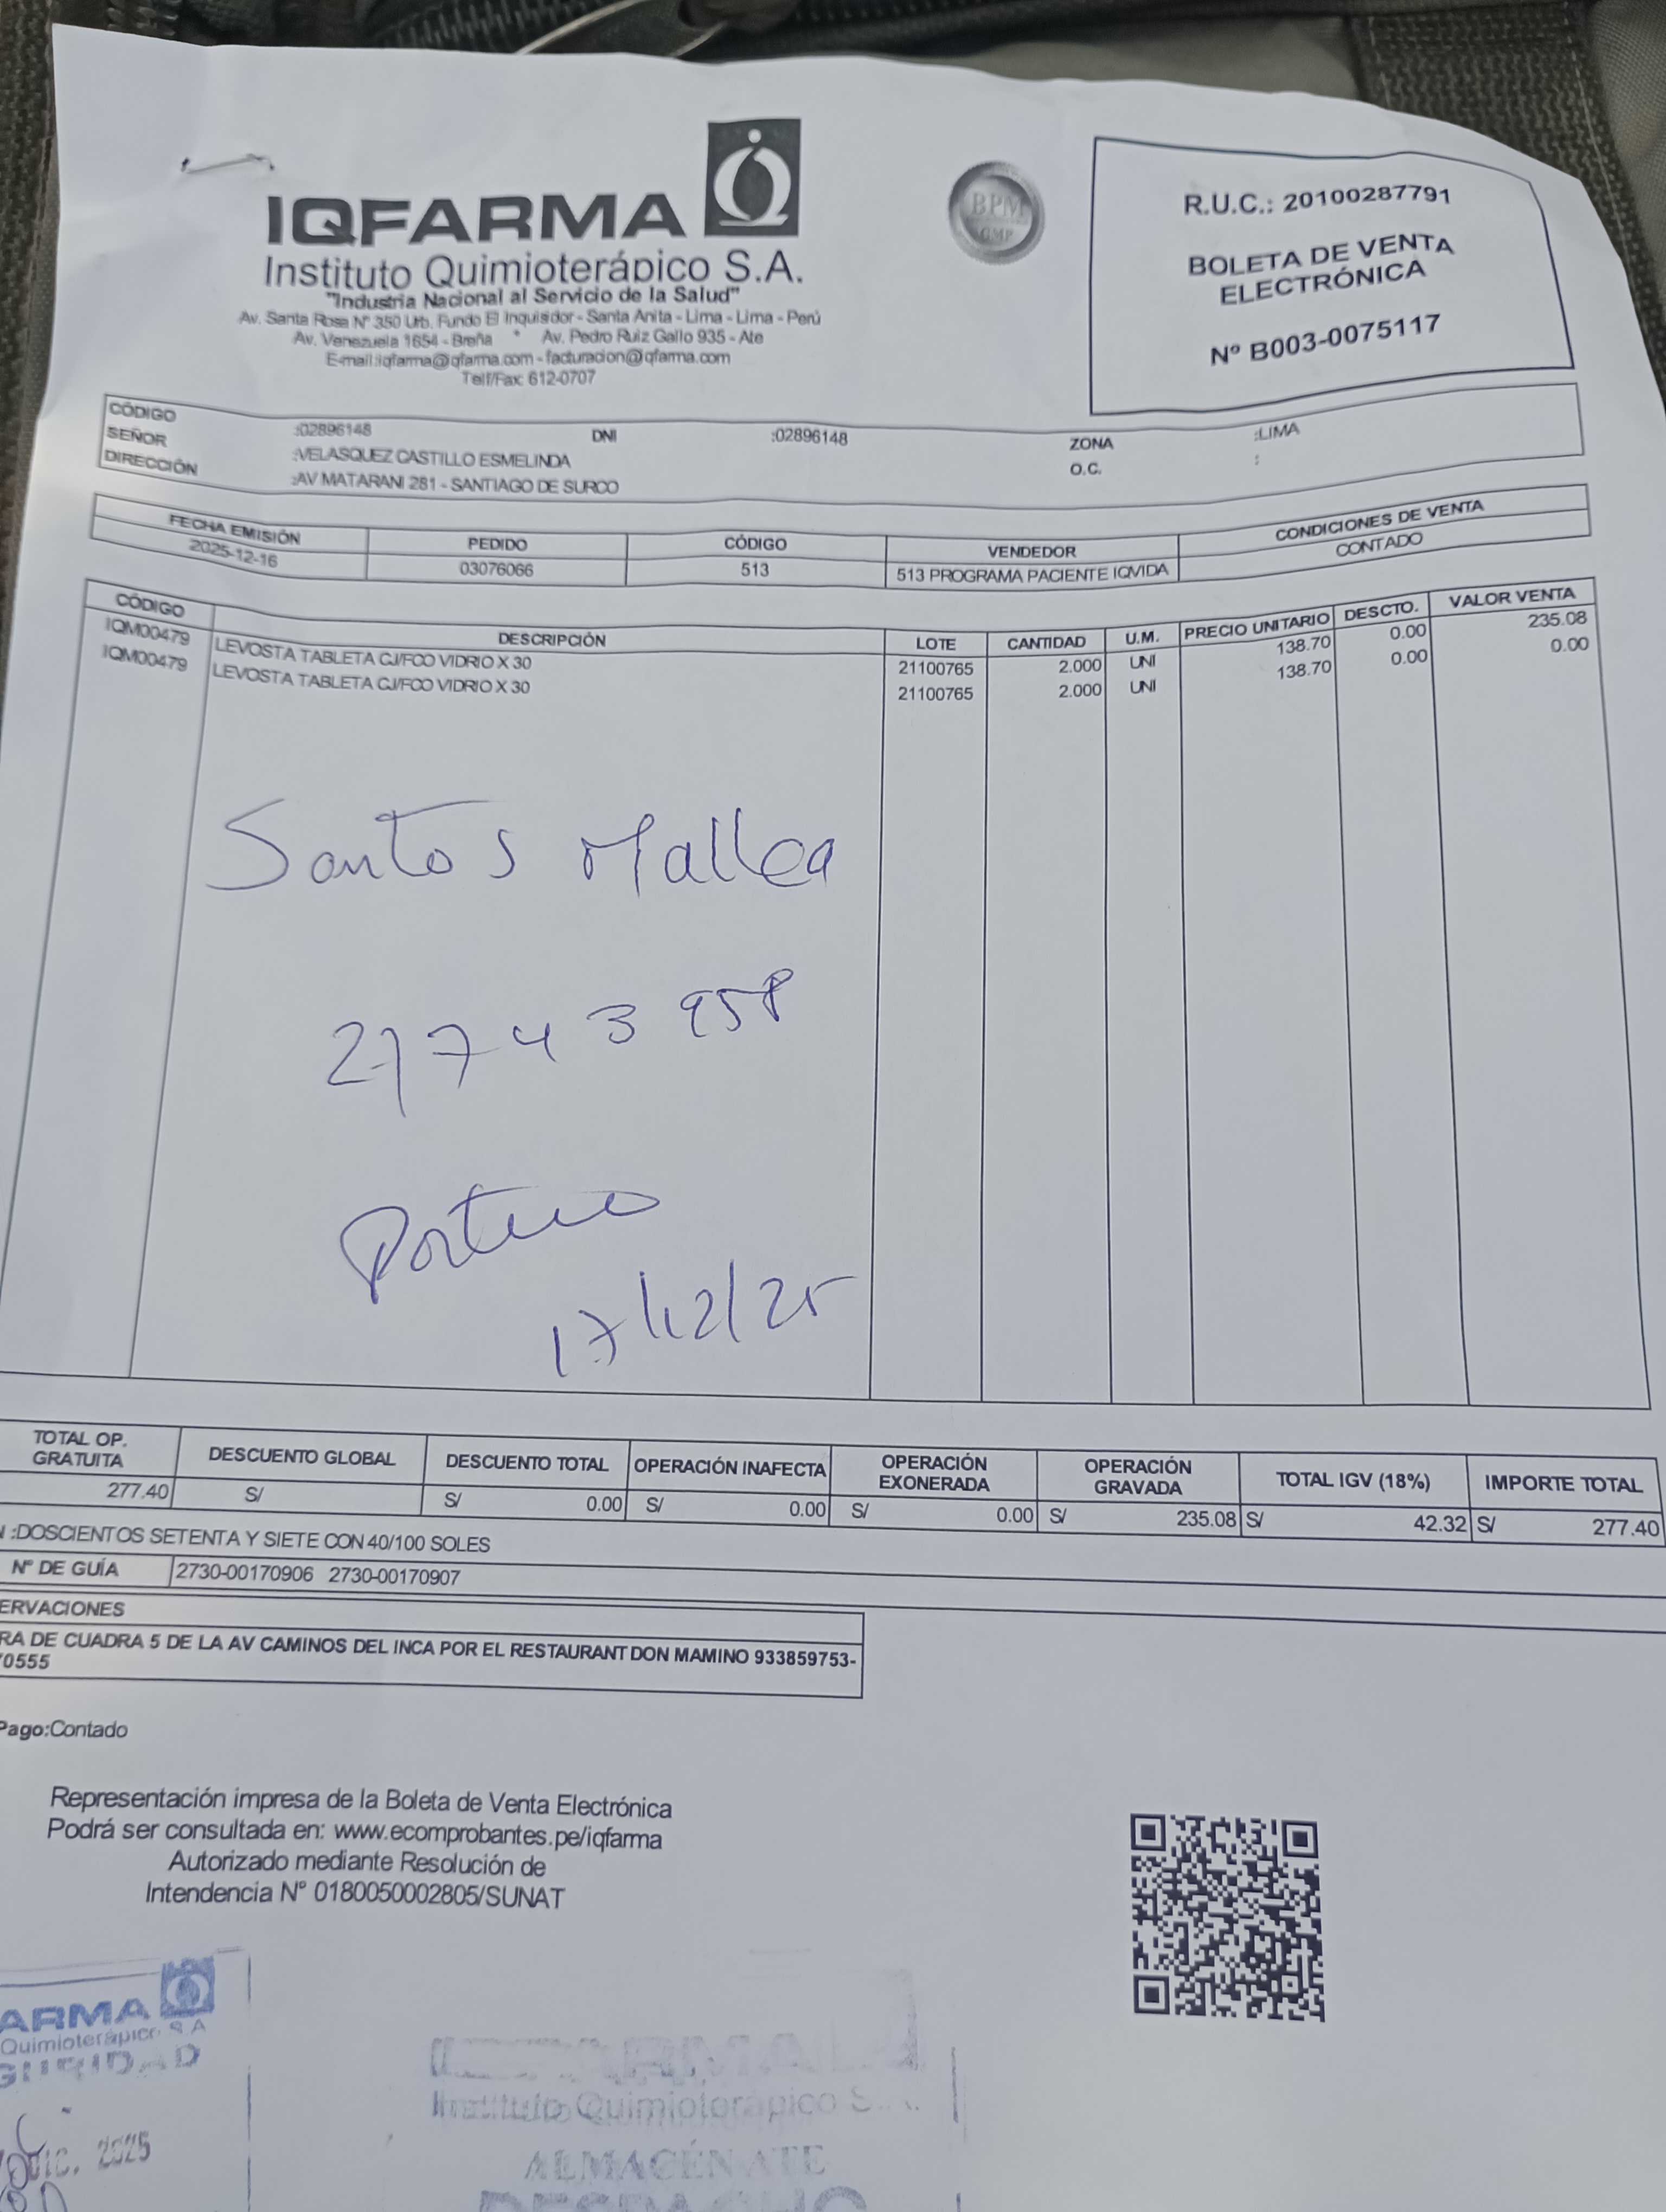 IQFARMA
Instituto Quimioterápico S.A.
"Industria Nacional al Servicio de la Salud"
Av. Santa Rosa Nº 350 Urb. Fundo El Inquisidor - Santa Anita - Lima - Lima - Perú
Av. Venezuela 1654 - Breña * Av. Pedro Ruiz Gallo 935 - Ate
E-mail:iqfarma@iqfarma.com - facturacion@iqfarma.com
Telf/Fax: 612-0707
BPM
GMP
R.U.C.: 20100287791
BOLETA DE VENTA
ELECTRÓNICA
Nº B003-0075117
CÓDIGO :02896148 DNI :02896148 ZONA :LIMA
SEÑOR :VELASQUEZ CASTILLO ESMELINDA O.C. :
DIRECCIÓN :AV MATARANI 281 - SANTIAGO DE SURCO
FECHA EMISIÓN PEDIDO CÓDIGO VENDEDOR CONDICIONES DE VENTA
2025-12-16 03076066 513 513 PROGRAMA PACIENTE IQVIDA CONTADO
CÓDIGO DESCRIPCIÓN LOTE CANTIDAD U.M. PRECIO UNITARIO DESCTO. VALOR VENTA
IQM00479 LEVOSTA TABLETA CJ/FCO VIDRIO X 30 21100765 2.000 UNI 138.70 0.00 235.08
IQM00479 LEVOSTA TABLETA CJ/FCO VIDRIO X 30 21100765 2.000 UNI 138.70 0.00 0.00
Santos Mallea
17/12/25
TOTAL OP. GRATUITA DESCUENTO GLOBAL DESCUENTO TOTAL OPERACIÓN INAFECTA OPERACIÓN EXONERADA OPERACIÓN GRAVADA TOTAL IGV (18%) IMPORTE TOTAL
277.40 S/ S/ 0.00 S/ 0.00 S/ 0.00 S/ 235.08 S/ 42.32 S/ 277.40
:DOSCIENTOS SETENTA Y SIETE CON 40/100 SOLES
Nº DE GUÍA 2730-00170906 2730-00170907
ERVACIONES
RA DE CUADRA 5 DE LA AV CAMINOS DEL INCA POR EL RESTAURANT DON MAMINO 933859753-
0555
Pago:Contado
Representación impresa de la Boleta de Venta Electrónica
Podrá ser consultada en: www.ecomprobantes.pe/iqfarma
Autorizado mediante Resolución de
Intendencia Nº 0180050002805/SUNAT
ARMA
Quimioterápico S.A
DIC. 2025
Instituto Quimioterápico S.A.
ALMACÉN ATE
DESPACHO